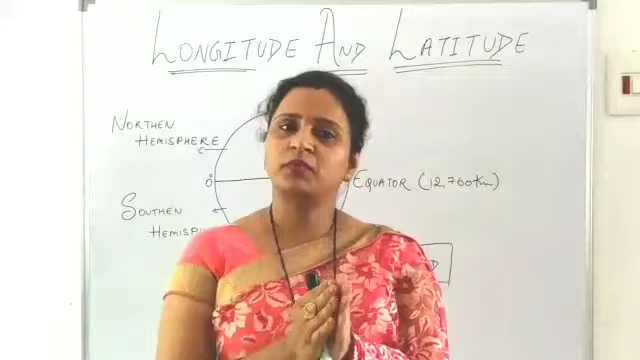 LONGITUDE AND LATITUDE
NORTHEN
HEMISPHERE
0°
EQUATOR (12,760Km)
SOUTHEN